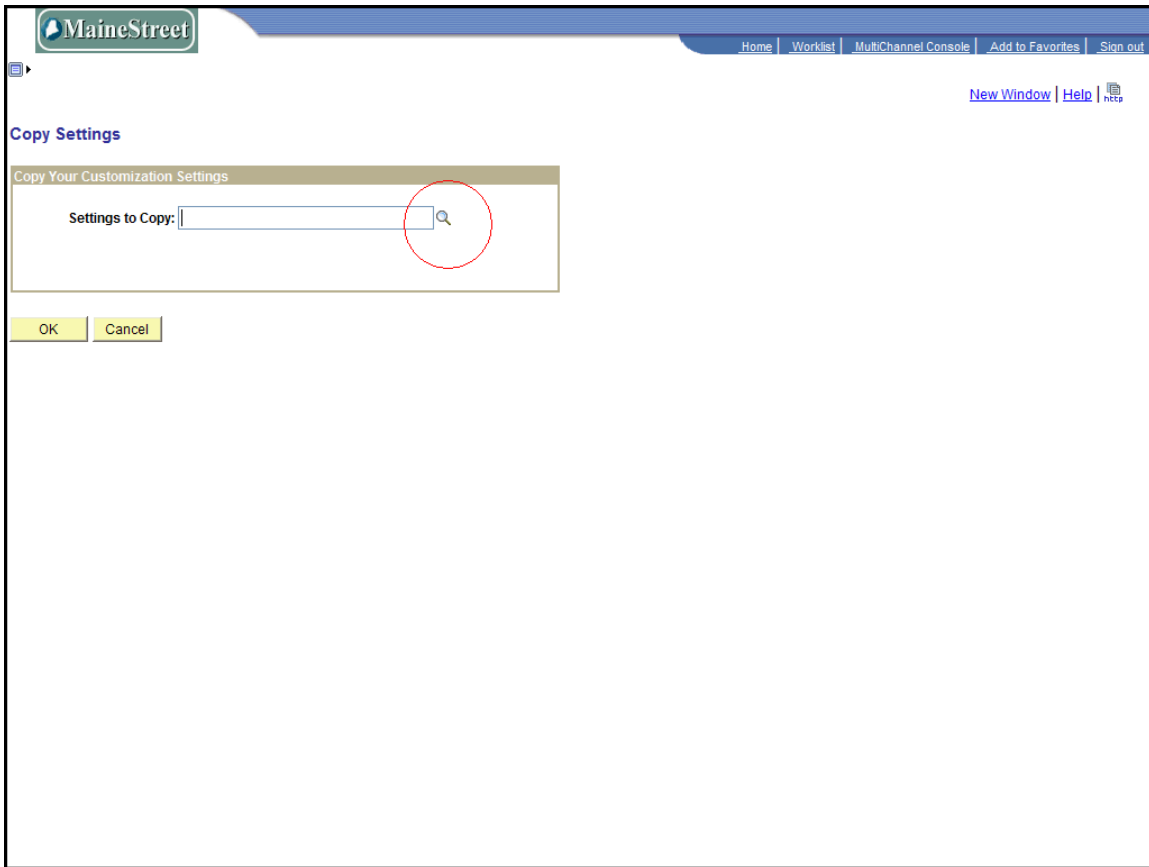 MaineStreet
Home Worklist MultiChannel Console Add to Favorites Sign out
New Window Help http
Copy Settings
Copy Your Customization Settings
Settings to Copy:
OK Cancel